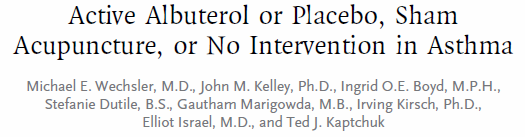 Active Albuterol or Placebo, Sham
Acupuncture, or No Intervention in Asthma
Michael E. Wechsler, M.D., John M. Kelley, Ph.D., Ingrid O.E. Boyd, M.P.H.,
Stefanie Dutile, B.S., Gautham Marigowda, M.B., Irving Kirsch, Ph.D.,
Elliot Israel, M.D., and Ted J. Kaptchuk